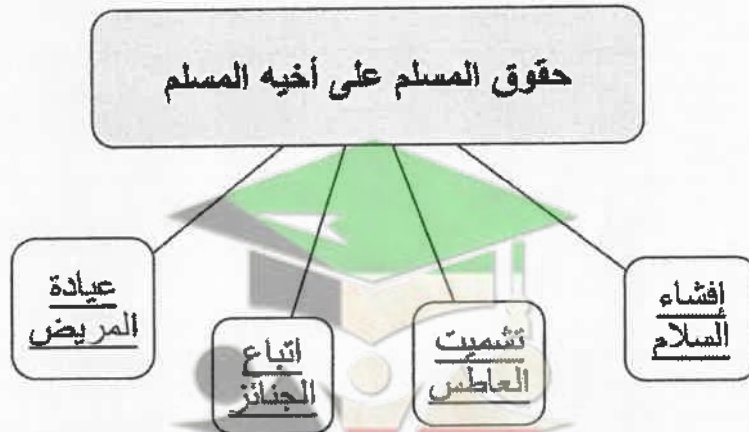 حقوق المسلم على أخيه المسلم
إفشاء
السلام
تشميت
العاطس
اتباع
الجنائز
عيادة
المريض